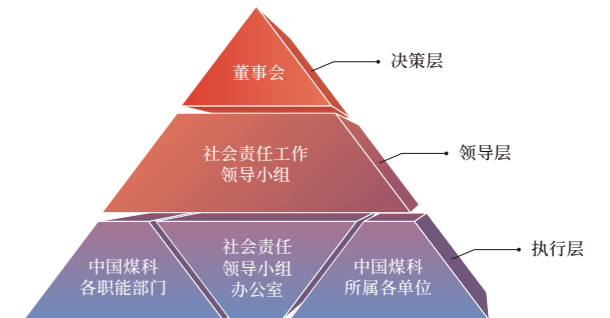 董事会
决策层
社会责任工作
领导小组
领导层
中国煤科
各职能部门
社会责任
领导小组
办公室
中国煤科
所属各单位
执行层